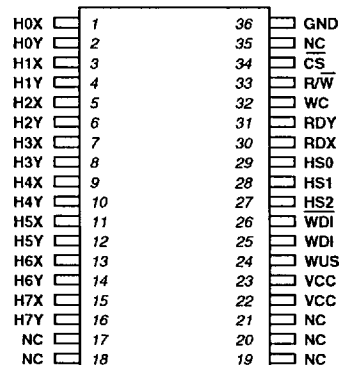 H0X 1 36 GND
H0Y 2 35 NC
H1X 3 34 C̅S̅
H1Y 4 33 R/W̅
H2X 5 32 WC
H2Y 6 31 RDY
H3X 7 30 RDX
H3Y 8 29 HS0
H4X 9 28 HS1
H4Y 10 27 HS2
H5X 11 26 W̅D̅I̅
H5Y 12 25 WDI
H6X 13 24 WUS
H6Y 14 23 VCC
H7X 15 22 VCC
H7Y 16 21 NC
NC 17 20 NC
NC 18 19 NC